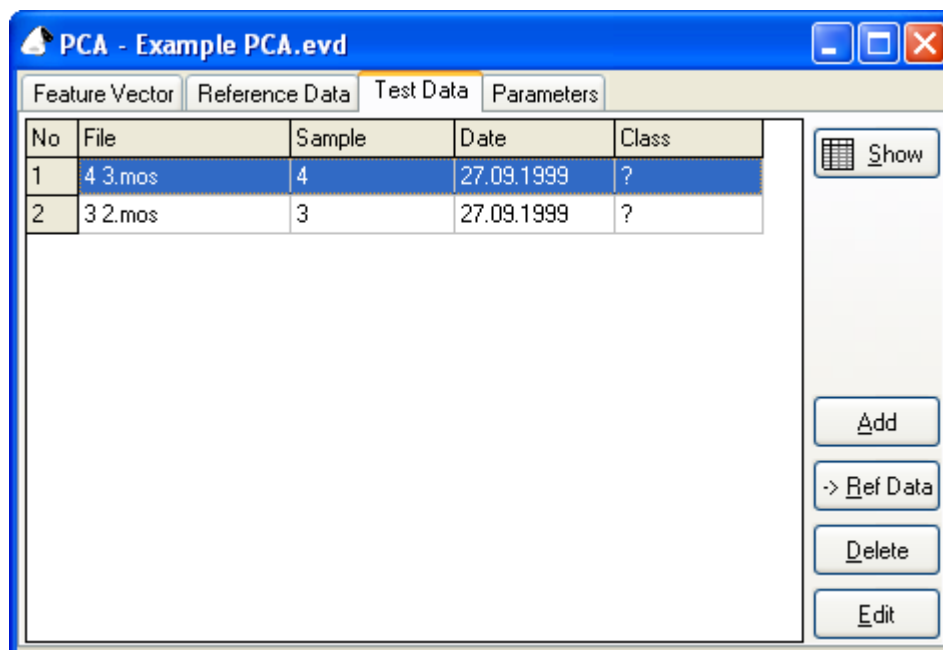 PCA - Example PCA.evd
Feature Vector Reference Data Test Data Parameters
No File Sample Date Class
1 4 3.mos 4 27.09.1999 ?
2 3 2.mos 3 27.09.1999 ?
Show
Add
-> Ref Data
Delete
Edit